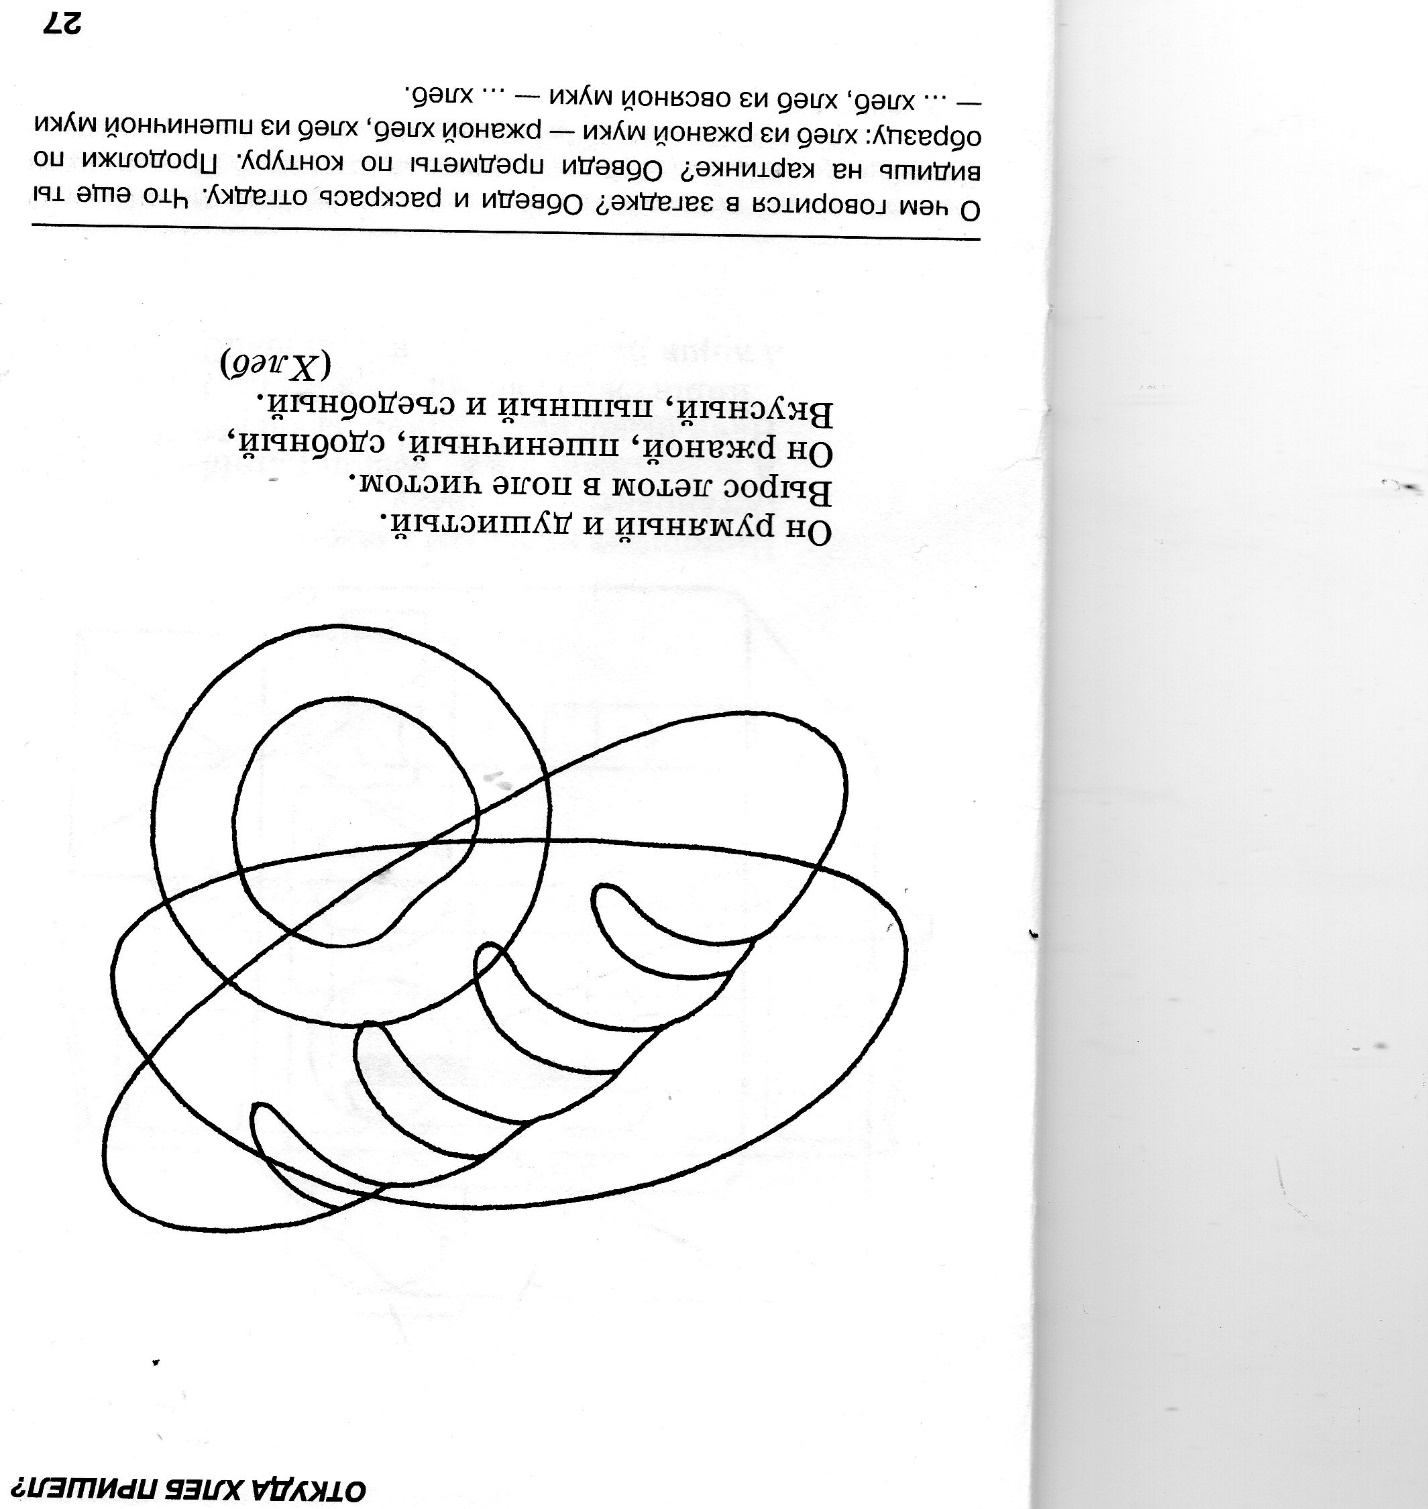 ОТКУДА ХЛЕБ ПРИШЕЛ?
Он румяный и душистый.
Вырос летом в поле чистом.
Он ржаной, пшеничный, сдобный,
Вкусный, пышный и съедобный.
(Хлеб)
О чем говорится в загадке? Обведи и раскрась отгадку. Что еще ты
видишь на картинке? Обведи предметы по контуру. Продолжи по
образцу: хлеб из ржаной муки — ржаной хлеб, хлеб из пшеничной муки
— ... хлеб, хлеб из овсяной муки — ... хлеб.
27